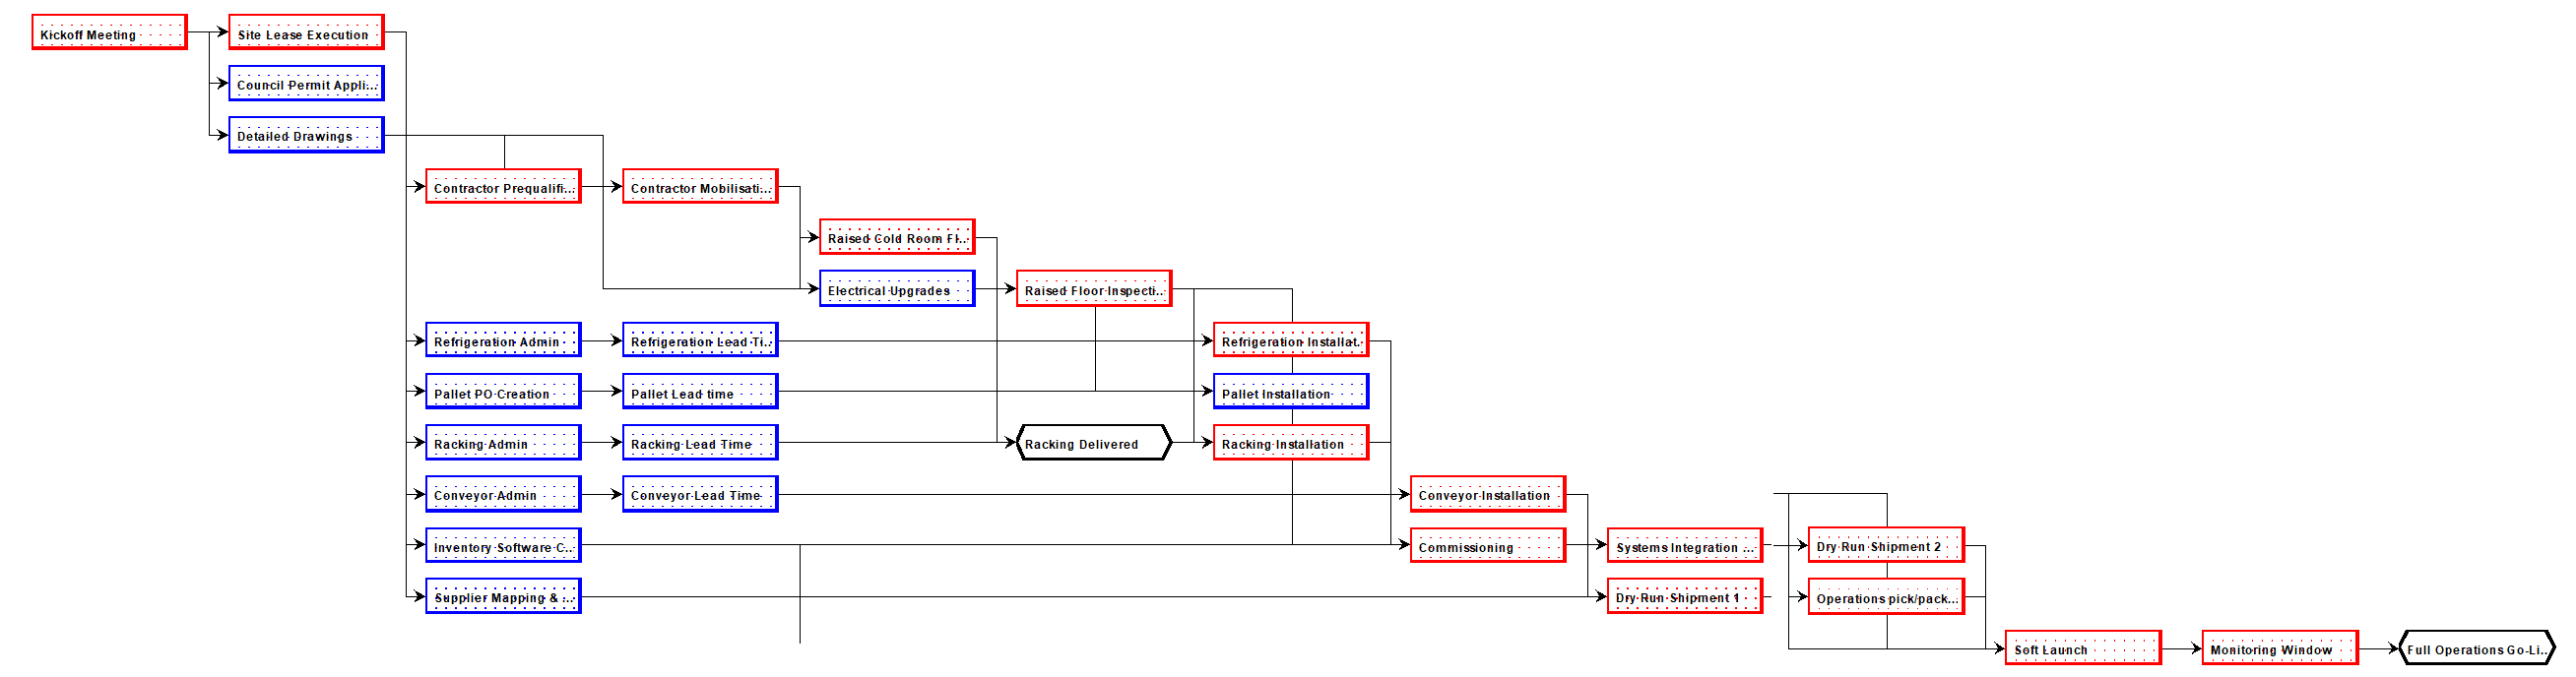 Kickoff Meeting
Site Lease Execution
Council Permit Appli...
Detailed Drawings
Contractor Prequalifi...
Contractor Mobilisati...
Raised Cold Room Fl...
Electrical Upgrades
Raised Floor Inspecti...
Refrigeration Admin
Refrigeration Lead Ti...
Refrigeration Installat...
Pallet PO Creation
Pallet Lead time
Pallet Installation
Racking Admin
Racking Lead Time
Racking Delivered
Racking Installation
Conveyor Admin
Conveyor Lead Time
Conveyor Installation
Inventory Software C...
Commissioning
Systems Integration ...
Dry Run Shipment 2
Supplier Mapping & ...
Dry Run Shipment 1
Operations pick/pack...
Soft Launch
Monitoring Window
Full Operations Go-Li...